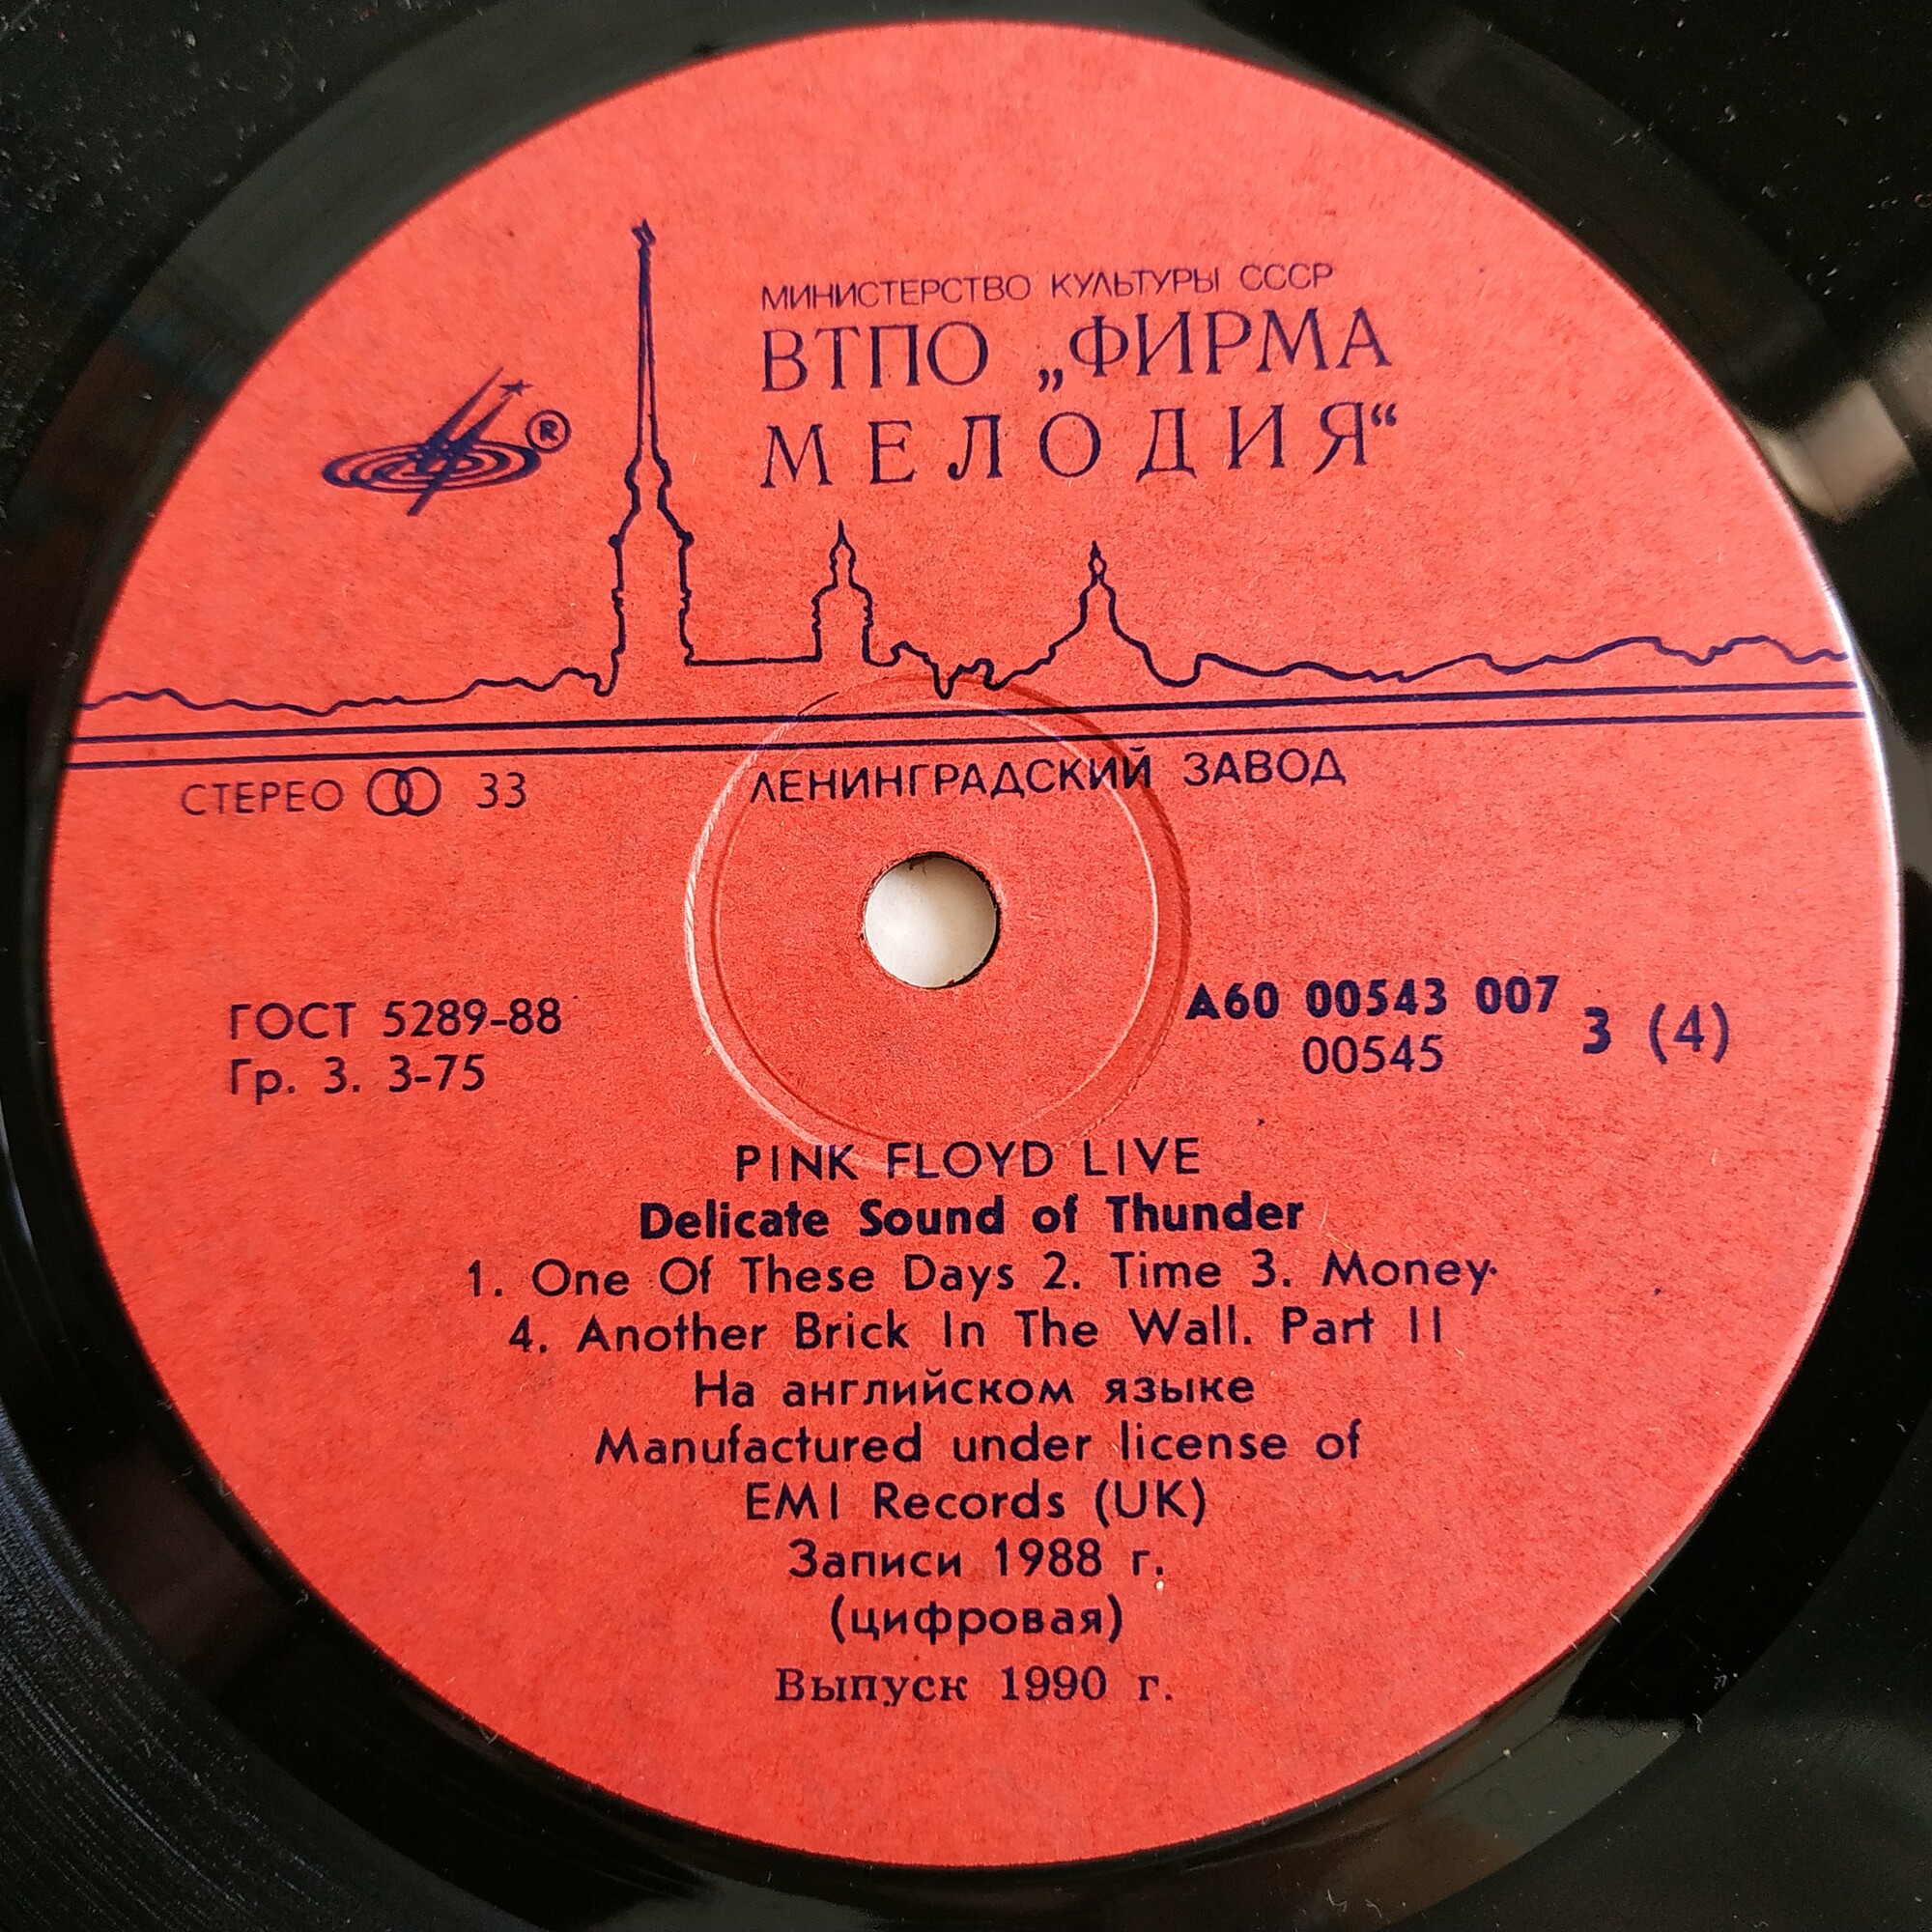 МИНИСТЕРСТВО КУЛЬТУРЫ СССР
ВТПО „ФИРМА
МЕЛОДИЯ“
®
СТЕРЕО 33
ЛЕНИНГРАДСКИЙ ЗАВОД
ГОСТ 5289-88
Гр. 3. 3-75
А60 00543 007
00545
3 (4)
PINK FLOYD LIVE
Delicate Sound of Thunder
1. One Of These Days 2. Time 3. Money
4. Another Brick In The Wall. Part II
На английском языке
Manufactured under license of
EMI Records (UK)
Записи 1988 г.
(цифровая)
Выпуск 1990 г.